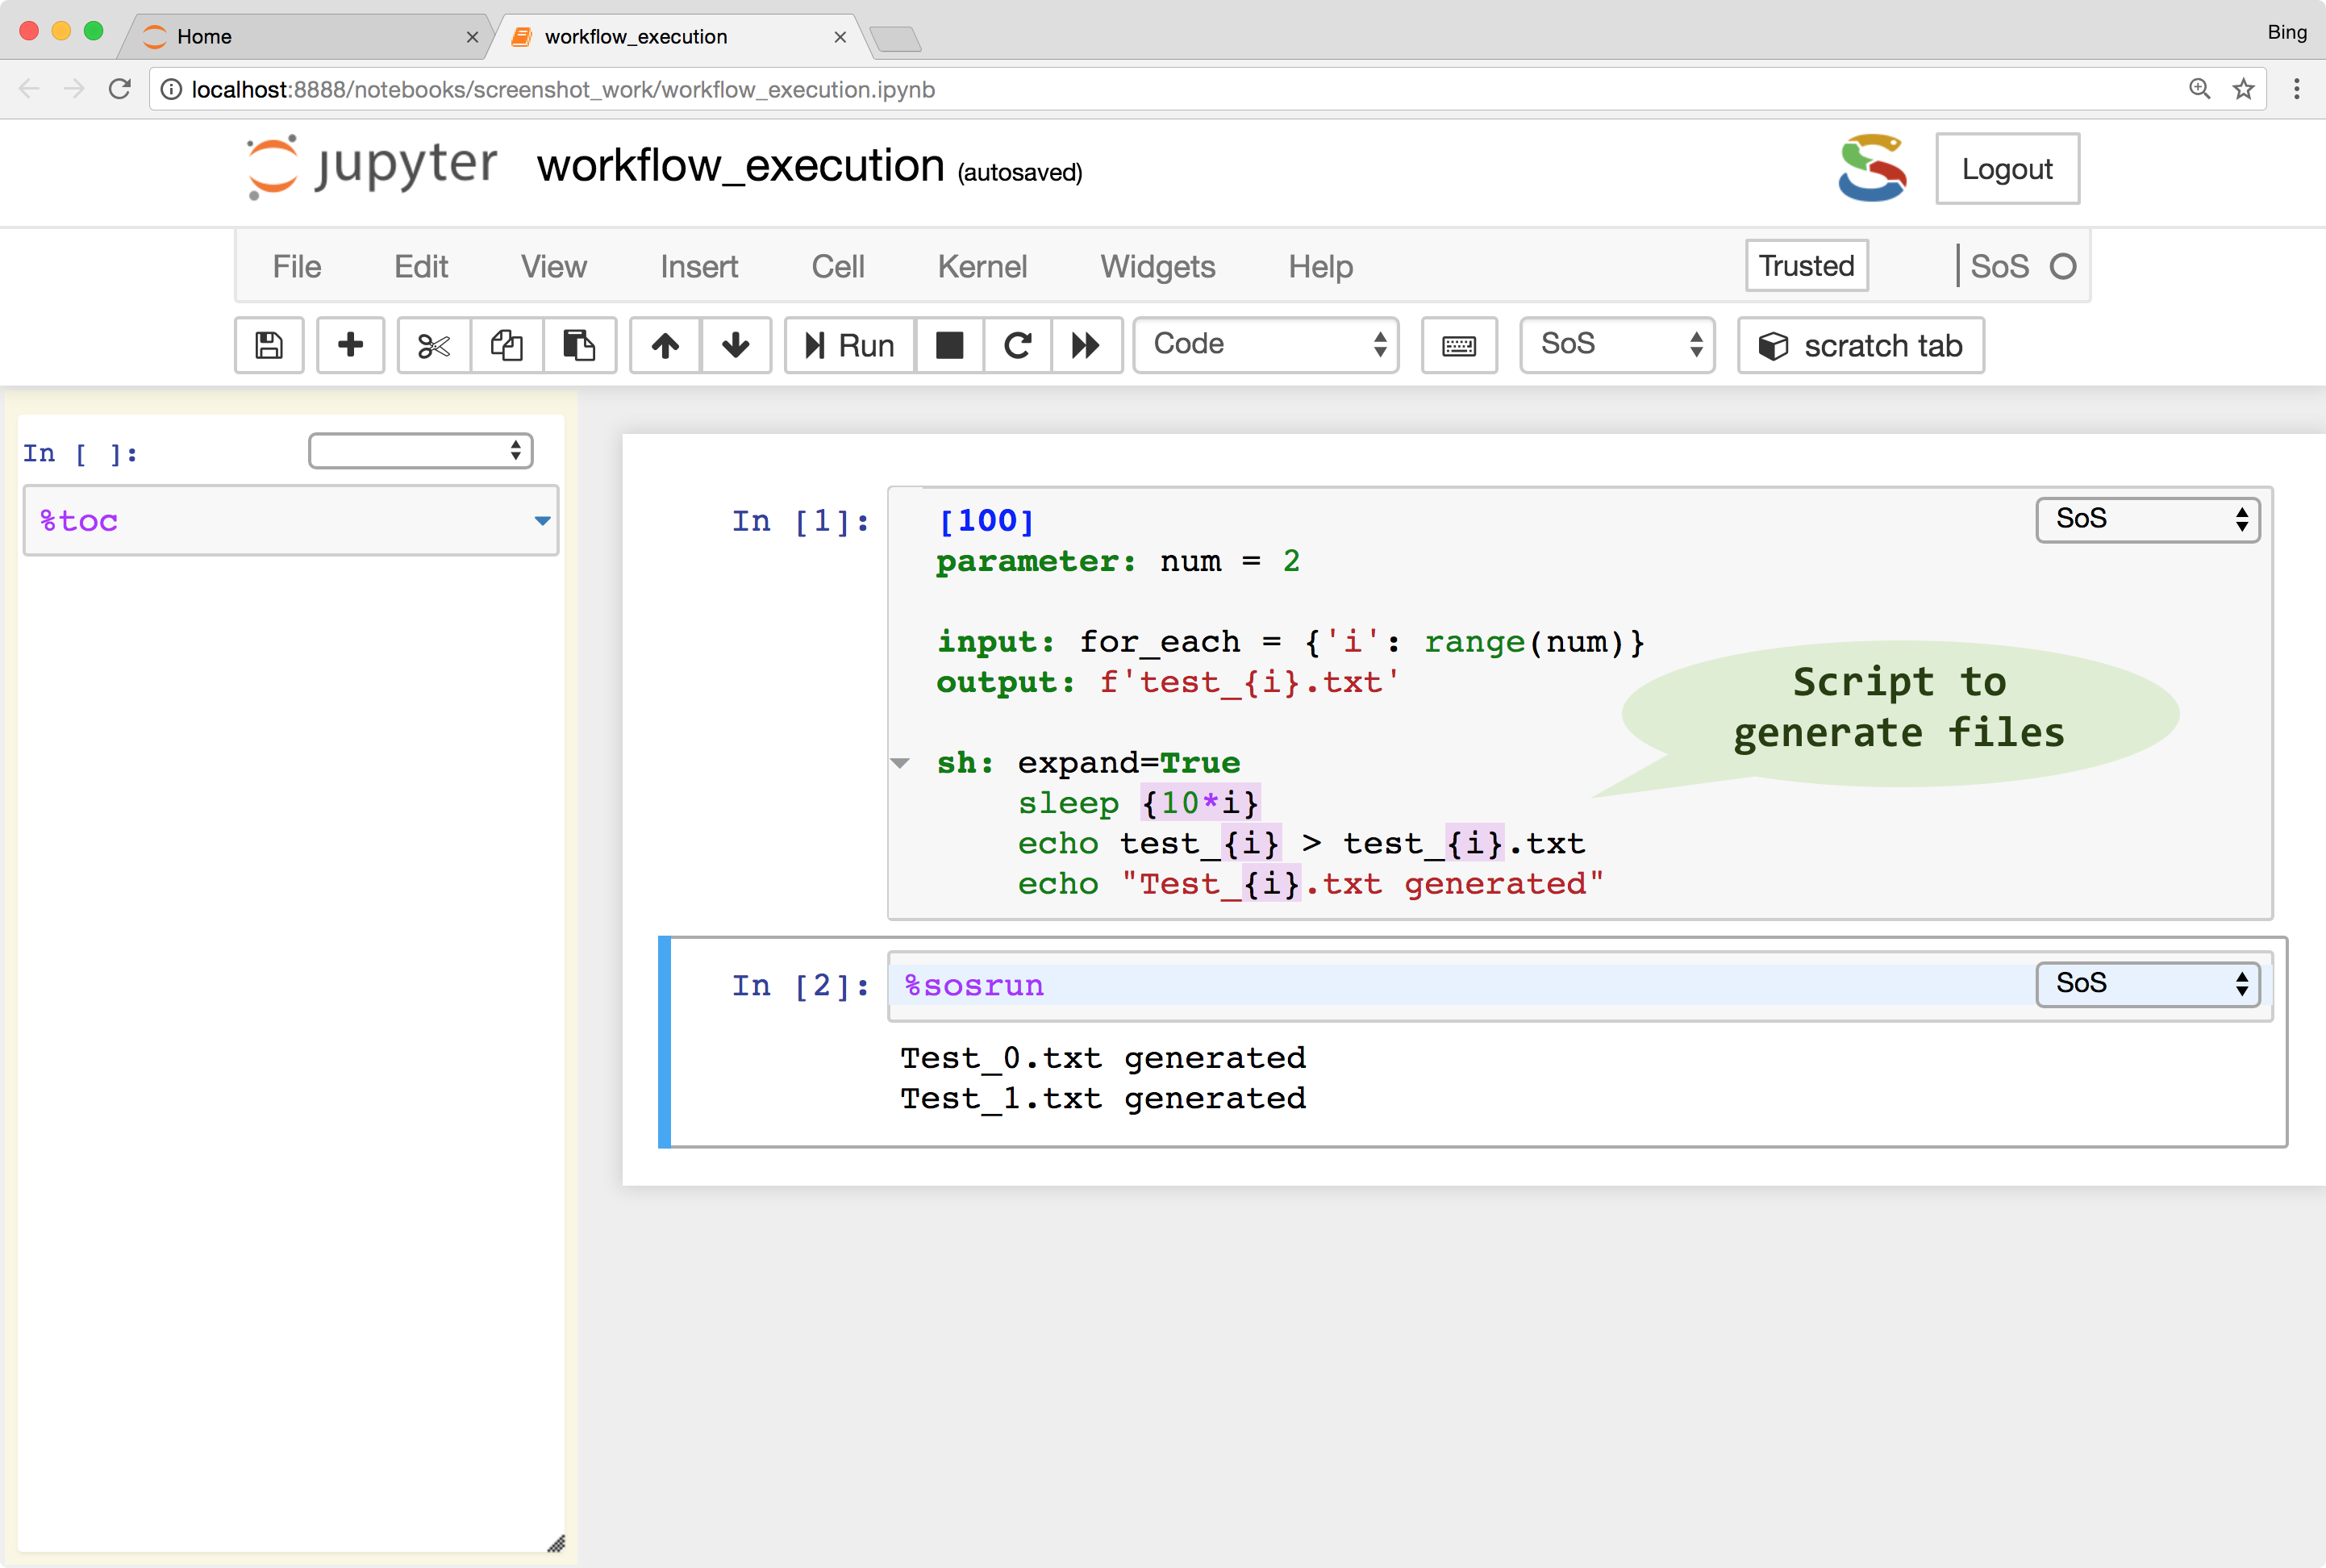 Home
workflow_execution
Bing
localhost:8888/notebooks/screenshot_work/workflow_execution.ipynb
jupyter workflow_execution (autosaved)
Logout
File Edit View Insert Cell Kernel Widgets Help
Trusted
SoS
Run
Code
SoS
scratch tab
In [ ]:
%toc
In [1]:
SoS
[100]
parameter: num = 2
input: for_each = {'i': range(num)}
output: f'test_{i}.txt'
sh: expand=True
sleep {10*i}
echo test_{i} > test_{i}.txt
echo "Test_{i}.txt generated"
Script to
generate files
In [2]:
%sosrun
SoS
Test_0.txt generated
Test_1.txt generated